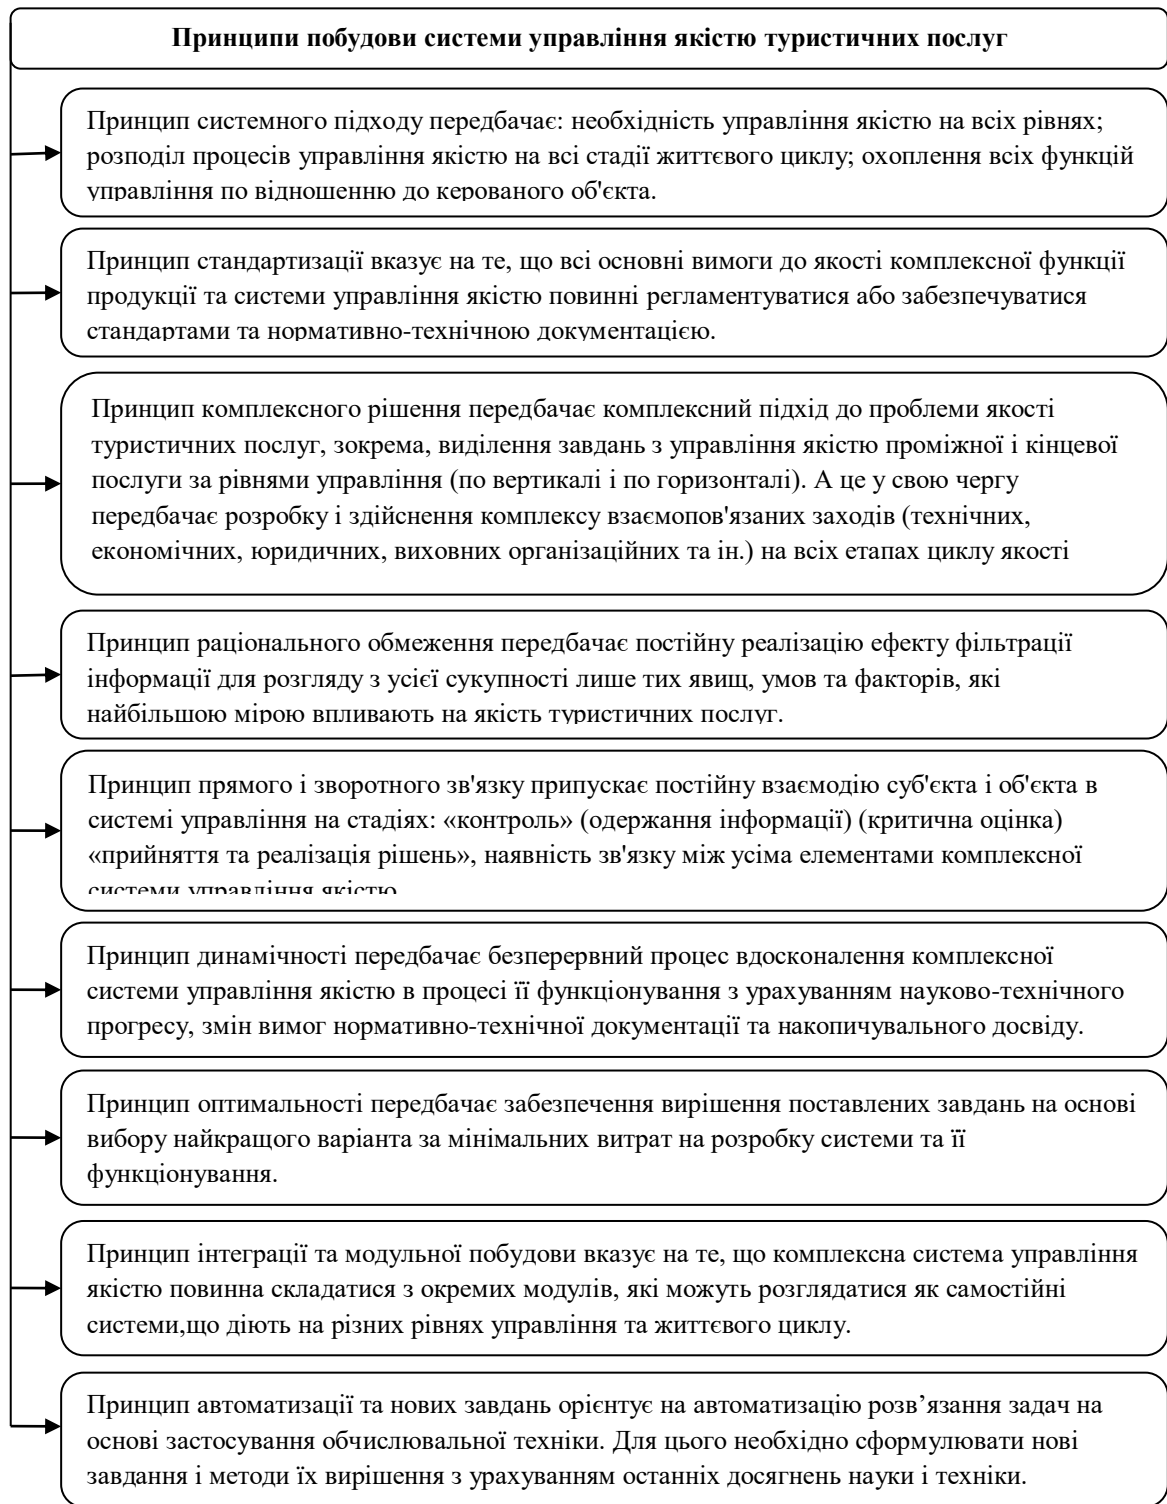 Принципи побудови системи управління якістю туристичних послуг
Принцип системного підходу передбачає: необхідність управління якістю на всіх рівнях;
розподіл процесів управління якістю на всі стадії життєвого циклу; охоплення всіх функцій
управління по відношенню до керованого об'єкта.
Принцип стандартизації вказує на те, що всі основні вимоги до якості комплексної функції
продукції та системи управління якістю повинні регламентуватися або забезпечуватися
стандартами та нормативно-технічною документацією.
Принцип комплексного рішення передбачає комплексний підхід до проблеми якості
туристичних послуг, зокрема, виділення завдань з управління якістю проміжної і кінцевої
послуги за рівнями управління (по вертикалі і по горизонталі). А це у свою чергу
передбачає розробку і здійснення комплексу взаємопов'язаних заходів (технічних,
економічних, юридичних, виховних організаційних та ін.) на всіх етапах циклу якості
Принцип раціонального обмеження передбачає постійну реалізацію ефекту фільтрації
інформації для розгляду з усієї сукупності лише тих явищ, умов та факторів, які
найбільшою мірою впливають на якість туристичних послуг.
Принцип прямого і зворотного зв'язку припускає постійну взаємодію суб'єкта і об'єкта в
системі управління на стадіях: «контроль» (одержання інформації) (критична оцінка)
«прийняття та реалізація рішень», наявність зв'язку між усіма елементами комплексної
системи управління якістю
Принцип динамічності передбачає безперервний процес вдосконалення комплексної
системи управління якістю в процесі її функціонування з урахуванням науково-технічного
прогресу, змін вимог нормативно-технічної документації та накопичувального досвіду.
Принцип оптимальності передбачає забезпечення вирішення поставлених завдань на основі
вибору найкращого варіанта за мінімальних витрат на розробку системи та її
функціонування.
Принцип інтеграції та модульної побудови вказує на те, що комплексна система управління
якістю повинна складатися з окремих модулів, які можуть розглядатися як самостійні
системи,що діють на різних рівнях управління та життєвого циклу.
Принцип автоматизації та нових завдань орієнтує на автоматизацію розв’язання задач на
основі застосування обчислювальної техніки. Для цього необхідно сформулювати нові
завдання і методи їх вирішення з урахуванням останніх досягнень науки і техніки.